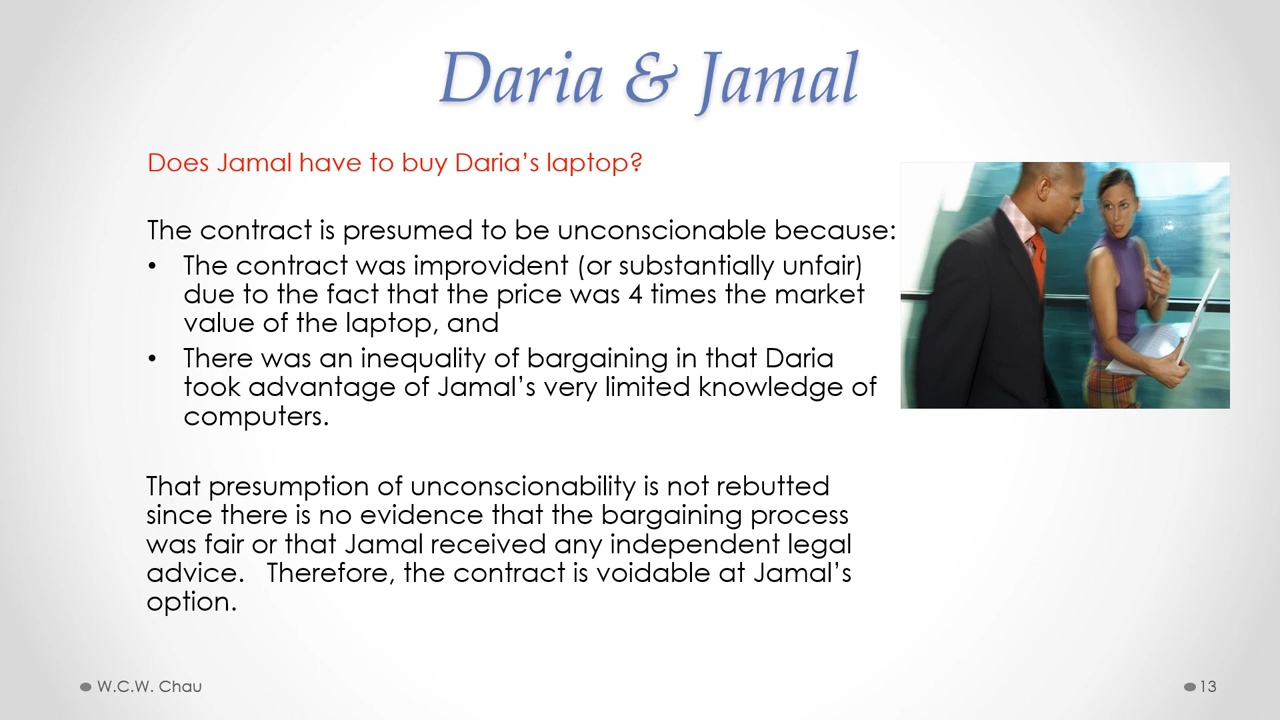 Daria & Jamal
Does Jamal have to buy Daria’s laptop?
The contract is presumed to be unconscionable because:
• The contract was improvident (or substantially unfair)
due to the fact that the price was 4 times the market
value of the laptop, and
• There was an inequality of bargaining in that Daria
took advantage of Jamal’s very limited knowledge of
computers.
That presumption of unconscionability is not rebutted
since there is no evidence that the bargaining process
was fair or that Jamal received any independent legal
advice.   Therefore, the contract is voidable at Jamal’s
option.
W.C.W. Chau
13